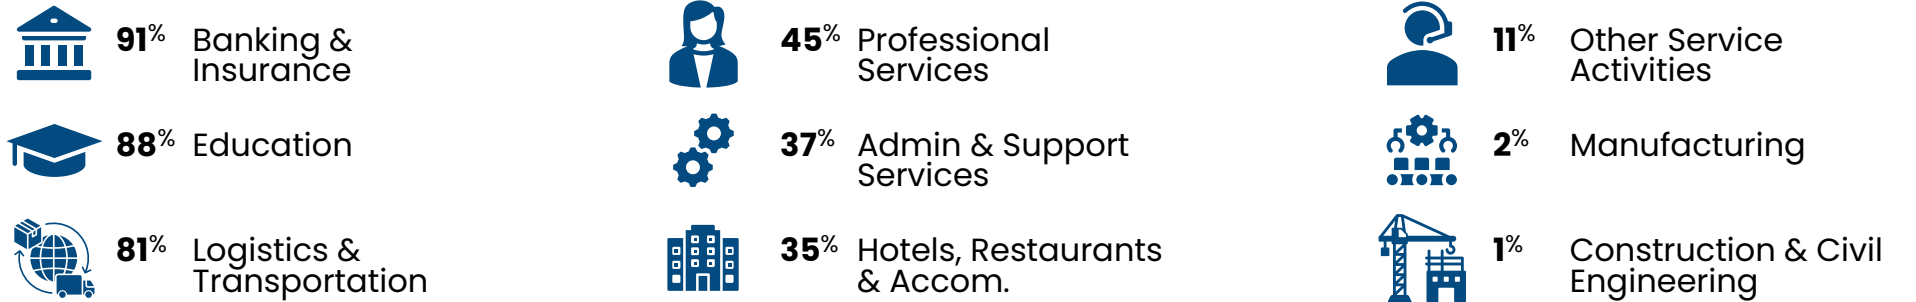 91% Banking &
Insurance
88% Education
81% Logistics &
Transportation
45% Professional
Services
37% Admin & Support
Services
35% Hotels, Restaurants
& Accom.
11% Other Service
Activities
2% Manufacturing
1% Construction & Civil
Engineering